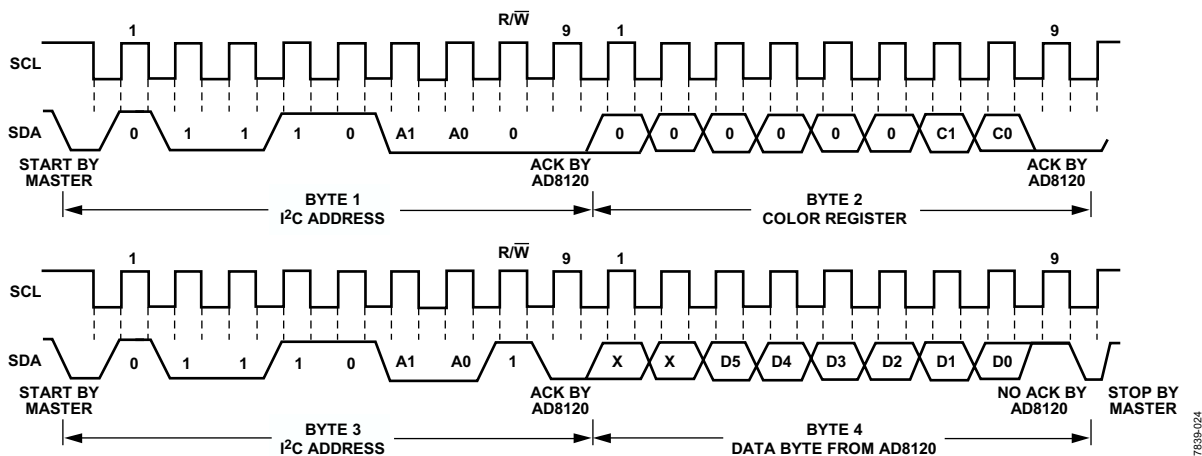 R/W
1 9 1 9
SCL
SDA 0 1 1 1 0 A1 A0 0 0 0 0 0 0 0 C1 C0
START BY MASTER ACK BY AD8120 ACK BY AD8120
BYTE 1 BYTE 2
I²C ADDRESS COLOR REGISTER
R/W
1 9 1 9
SCL
SDA 0 1 1 1 0 A1 A0 1 X X D5 D4 D3 D2 D1 D0
START BY MASTER ACK BY AD8120 NO ACK BY AD8120 STOP BY MASTER
BYTE 3 BYTE 4
I²C ADDRESS DATA BYTE FROM AD8120
7839-024